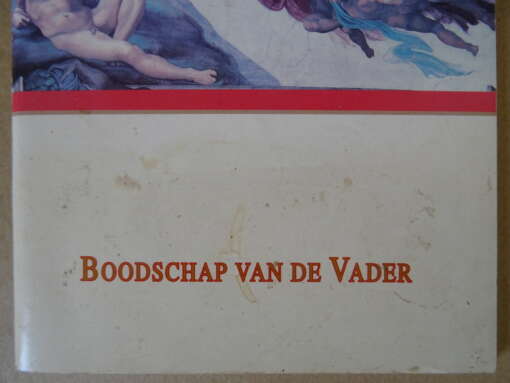 Boodschap van de Vader